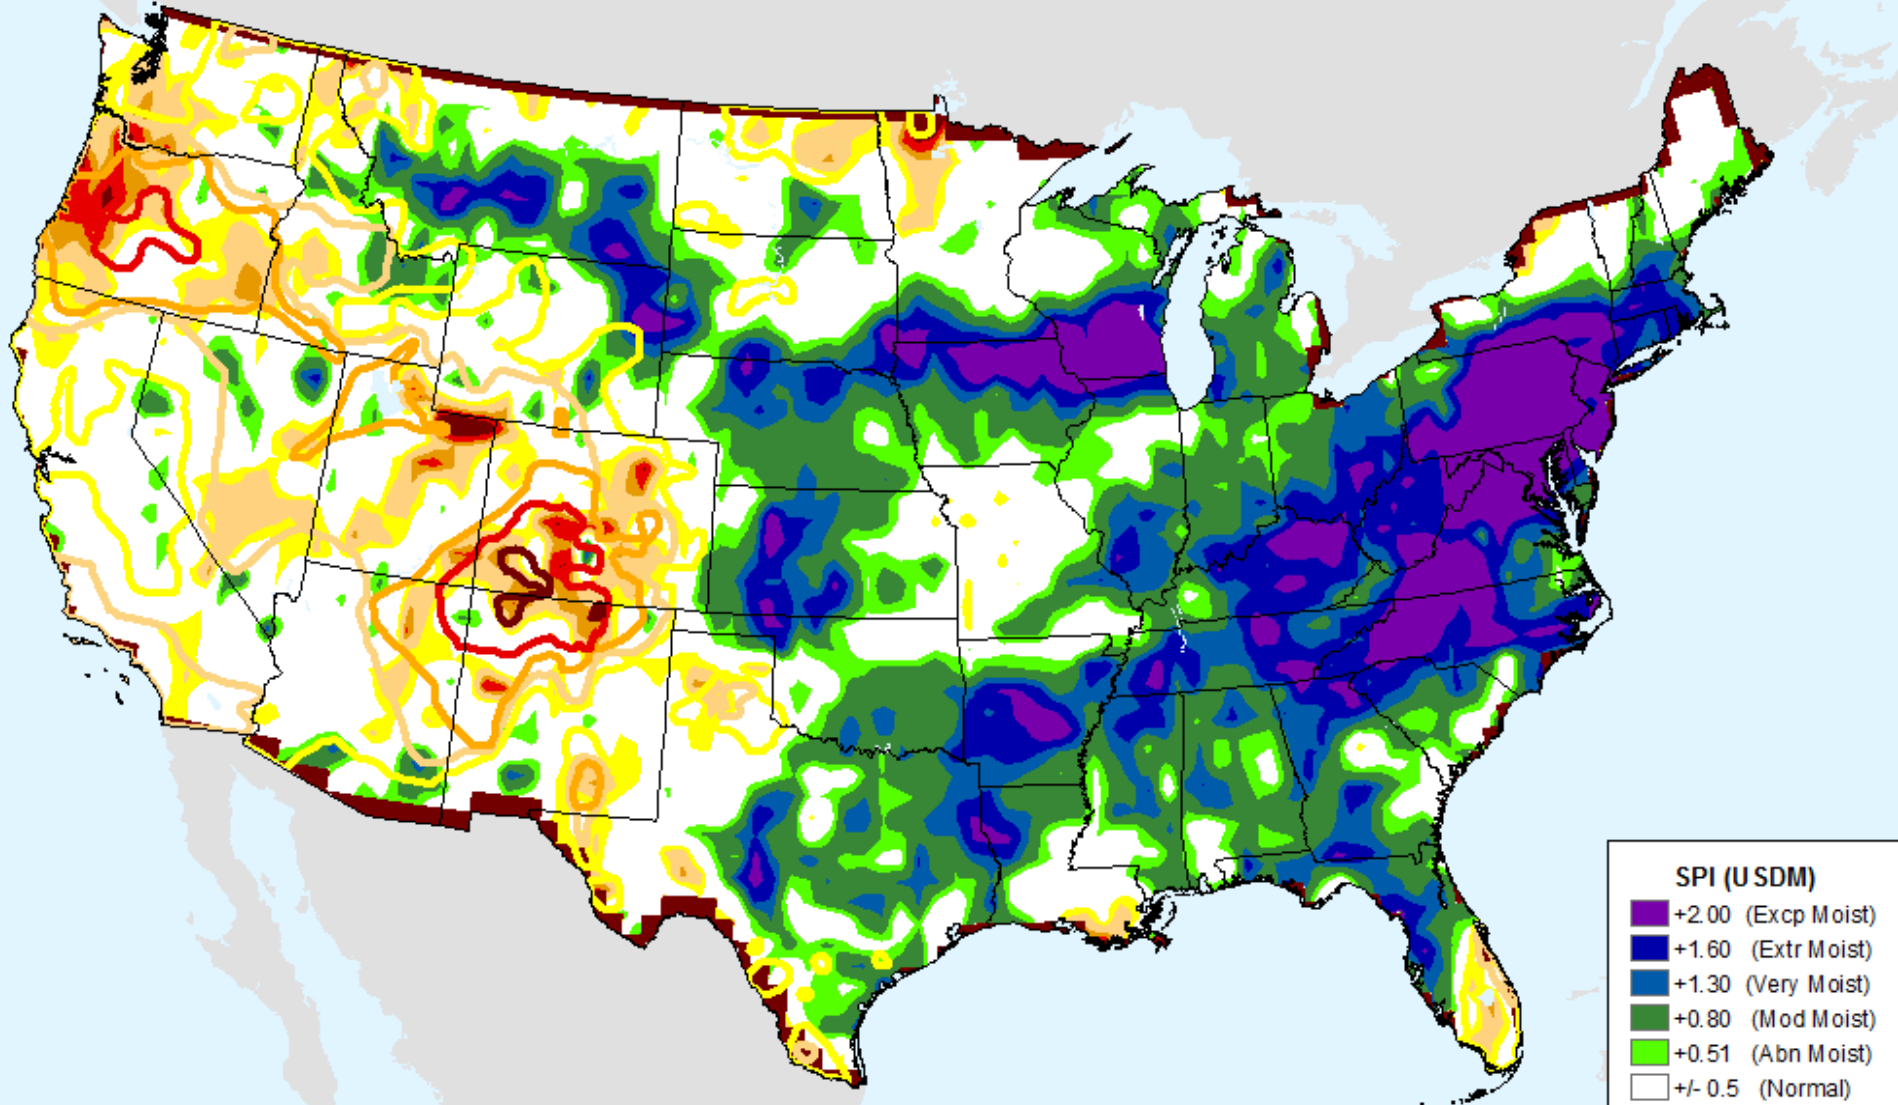 SPI (USDM)
+2.00 (Excp Moist)
+1.60 (Extr Moist)
+1.30 (Very Moist)
+0.80 (Mod Moist)
+0.51 (Abn Moist)
+/- 0.5 (Normal)